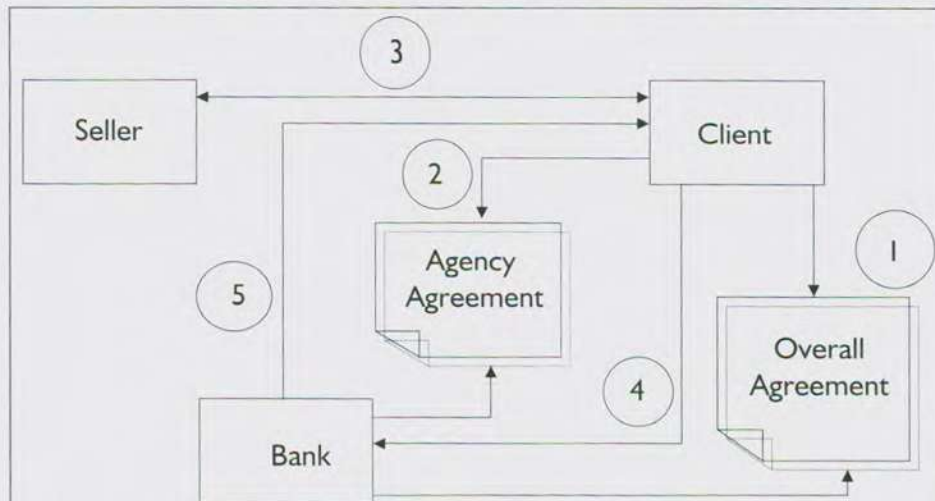 3
Seller
Client
2
1
Agency
Agreement
5
Overall
Agreement
4
Bank